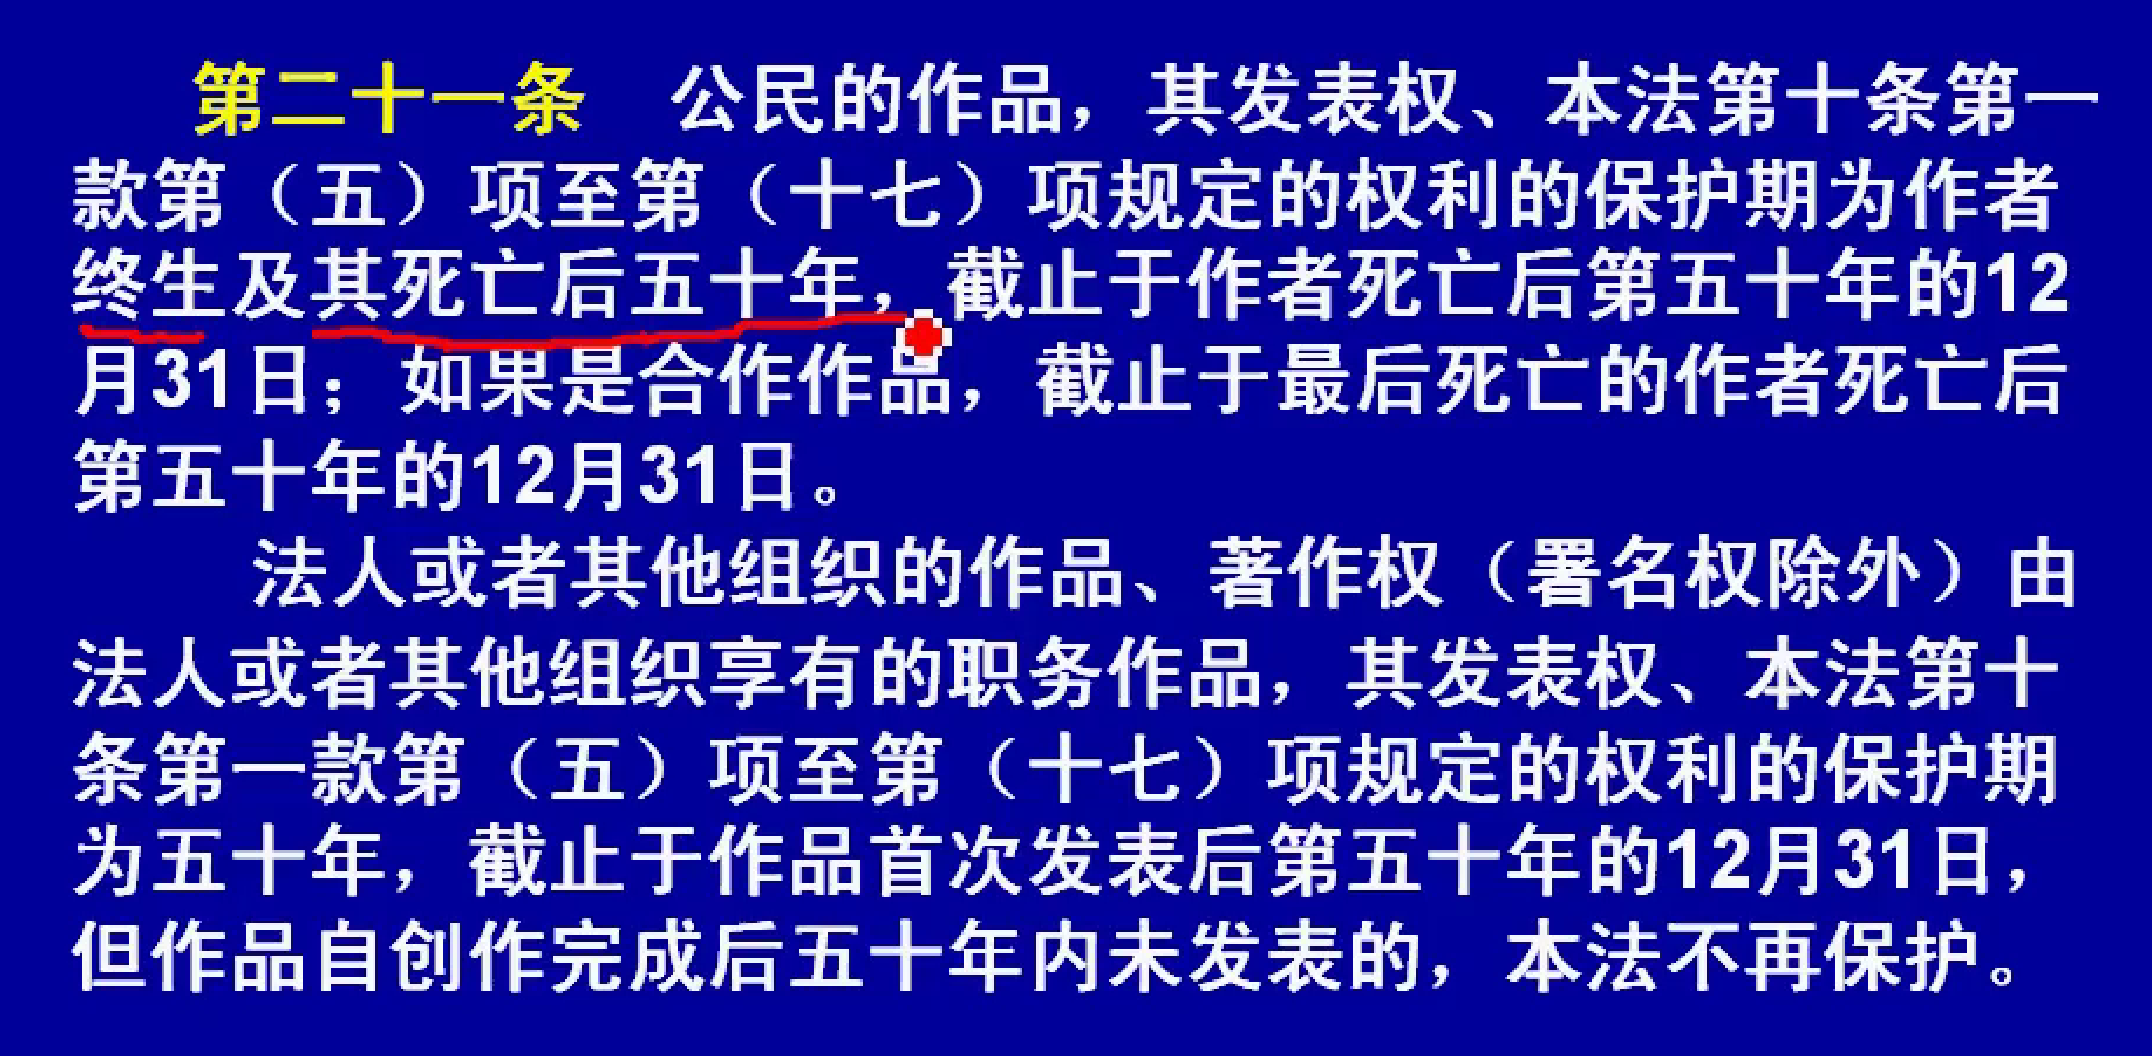 第二十一条 公民的作品，其发表权、本法第十条第一
款第（五）项至第（十七）项规定的权利的保护期为作者
终生及其死亡后五十年，截止于作者死亡后第五十年的12
月31日；如果是合作作品，截止于最后死亡的作者死亡后
第五十年的12月31日。
法人或者其他组织的作品、著作权（署名权除外）由
法人或者其他组织享有的职务作品，其发表权、本法第十
条第一款第（五）项至第（十七）项规定的权利的保护期
为五十年，截止于作品首次发表后第五十年的12月31日，
但作品自创作完成后五十年内未发表的，本法不再保护。